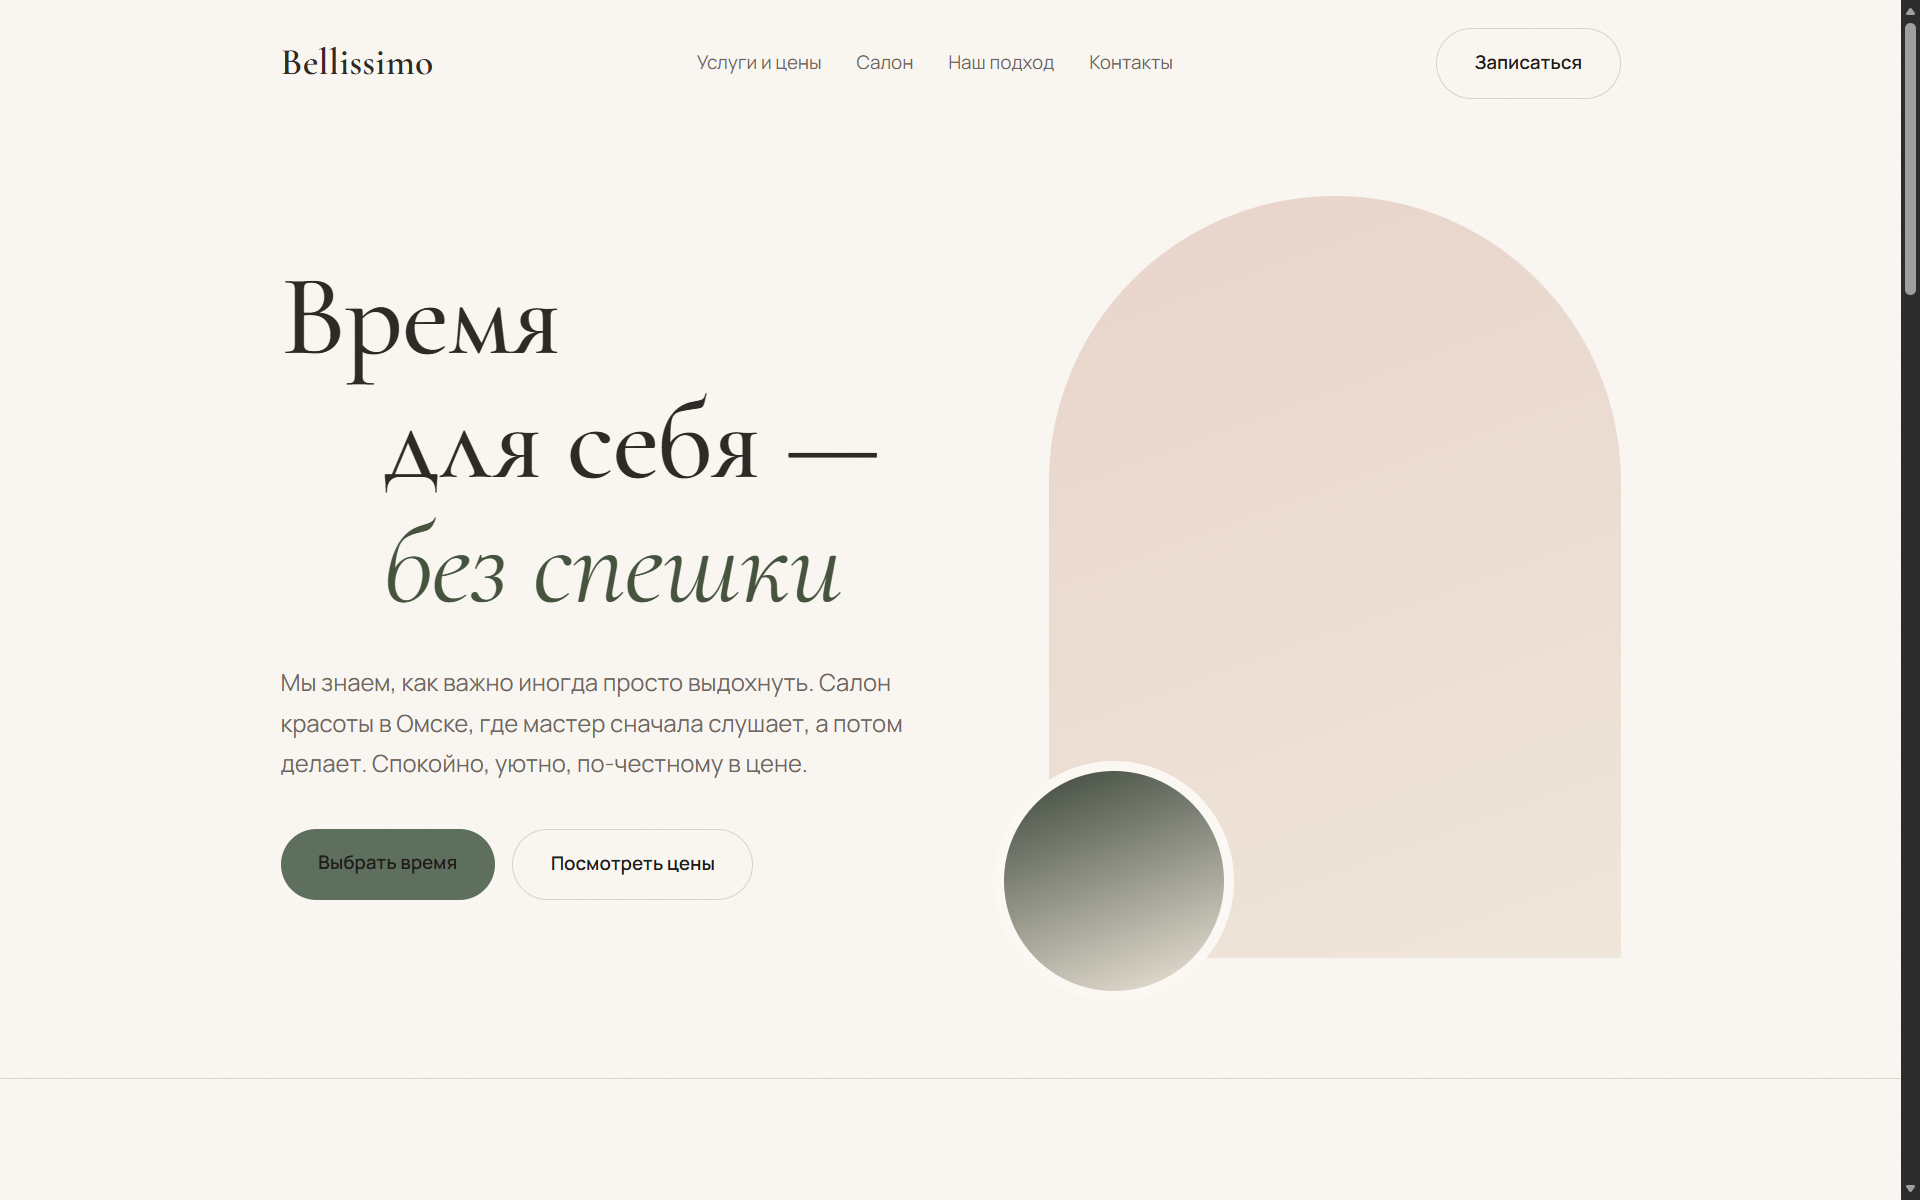 Bellissimo
Услуги и цены
Салон
Наш подход
Контакты
Записаться
Время
для себя —
без спешки
Мы знаем, как важно иногда просто выдохнуть. Салон
красоты в Омске, где мастер сначала слушает, а потом
делает. Спокойно, уютно, по-честному в цене.
Выбрать время
Посмотреть цены